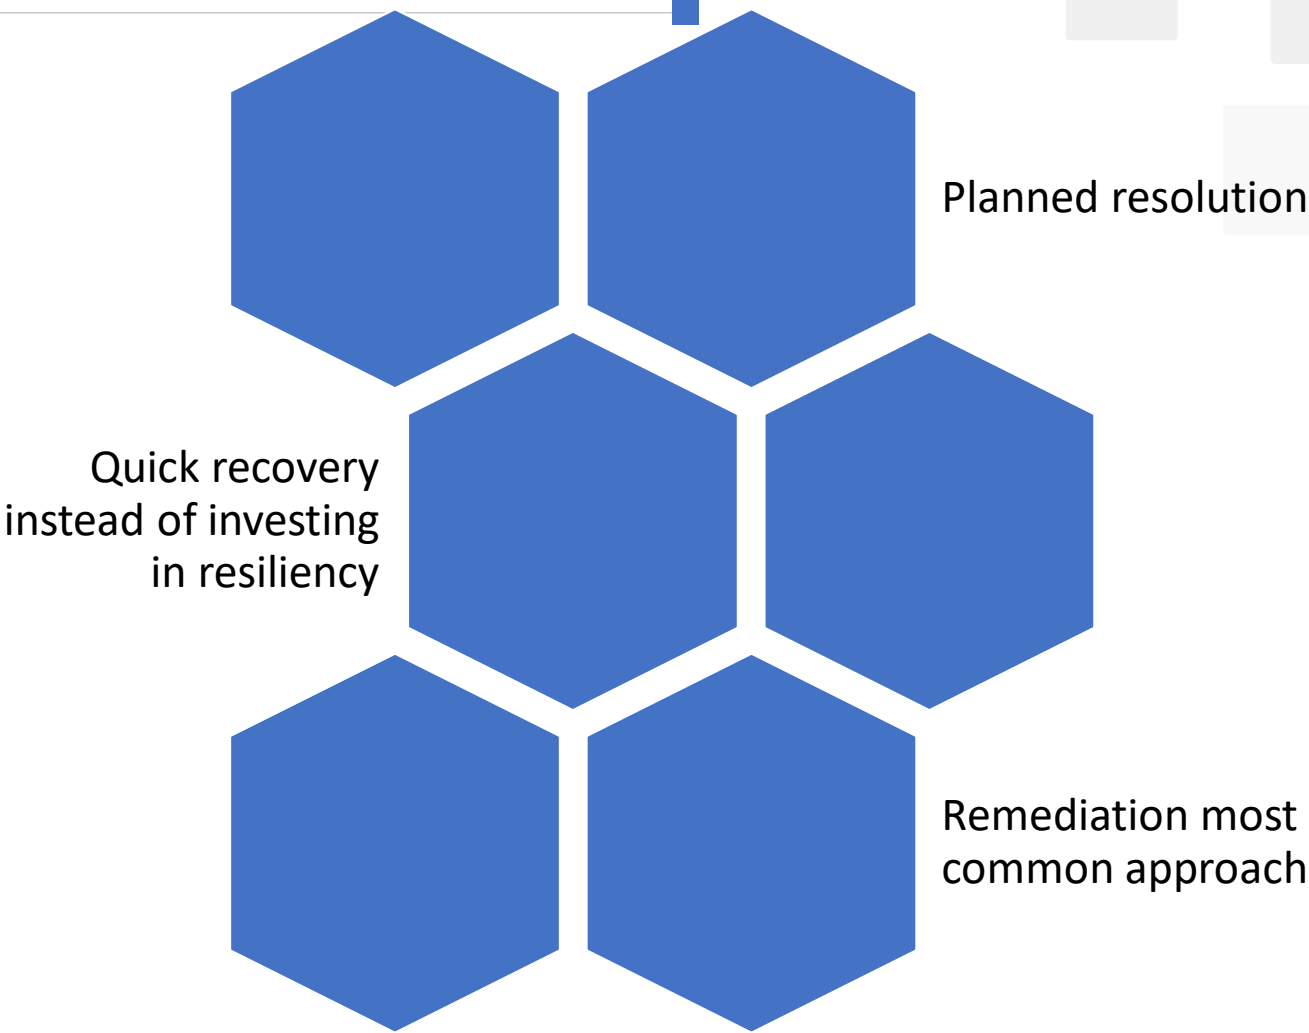 Planned resolution
Quick recovery
instead of investing
in resiliency
Remediation most
common approach